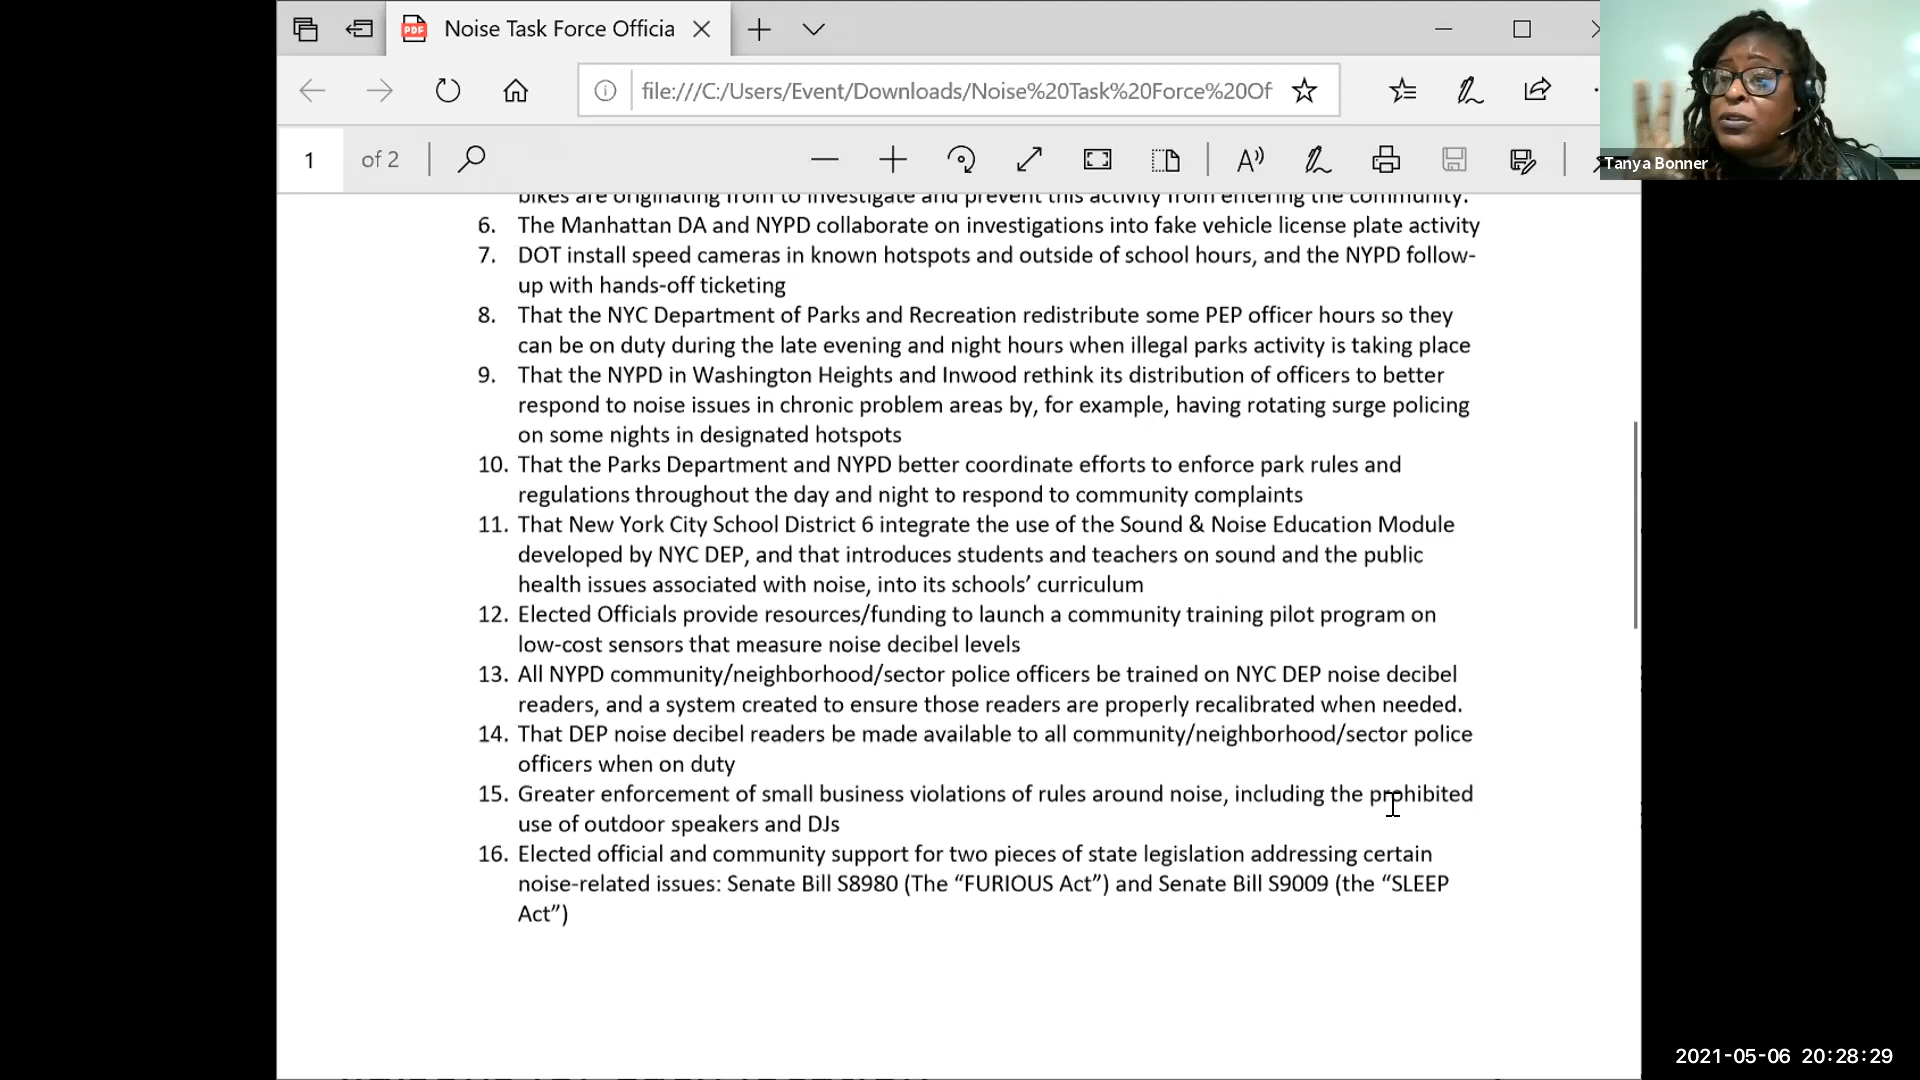 Noise Task Force Officia
file:///C:/Users/Event/Downloads/Noise%20Task%20Force%20Of
1 of 2
Tanya Bonner
bikes are originating from to investigate and prevent this activity from entering the community.
6. The Manhattan DA and NYPD collaborate on investigations into fake vehicle license plate activity
7. DOT install speed cameras in known hotspots and outside of school hours, and the NYPD follow-
up with hands-off ticketing
8. That the NYC Department of Parks and Recreation redistribute some PEP officer hours so they
can be on duty during the late evening and night hours when illegal parks activity is taking place
9. That the NYPD in Washington Heights and Inwood rethink its distribution of officers to better
respond to noise issues in chronic problem areas by, for example, having rotating surge policing
on some nights in designated hotspots
10. That the Parks Department and NYPD better coordinate efforts to enforce park rules and
regulations throughout the day and night to respond to community complaints
11. That New York City School District 6 integrate the use of the Sound & Noise Education Module
developed by NYC DEP, and that introduces students and teachers on sound and the public
health issues associated with noise, into its schools’ curriculum
12. Elected Officials provide resources/funding to launch a community training pilot program on
low-cost sensors that measure noise decibel levels
13. All NYPD community/neighborhood/sector police officers be trained on NYC DEP noise decibel
readers, and a system created to ensure those readers are properly recalibrated when needed.
14. That DEP noise decibel readers be made available to all community/neighborhood/sector police
officers when on duty
15. Greater enforcement of small business violations of rules around noise, including the prohibited
use of outdoor speakers and DJs
16. Elected official and community support for two pieces of state legislation addressing certain
noise-related issues: Senate Bill S8980 (The “FURIOUS Act”) and Senate Bill S9009 (the “SLEEP
Act”)
2021-05-06 20:28:29